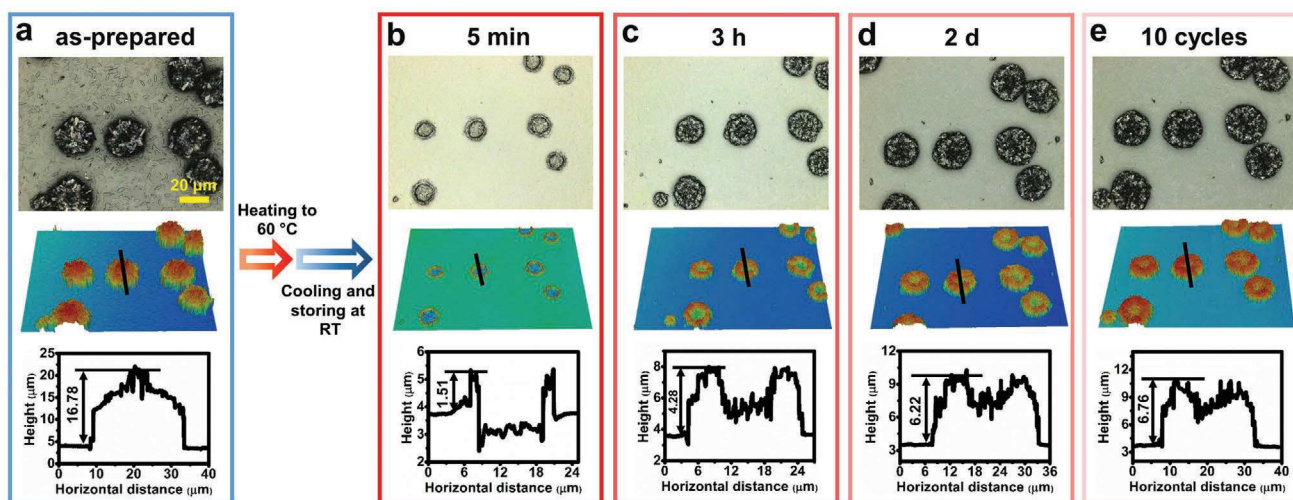 a as-prepared
20 μm
Heating to
60 °C
Cooling and
storing at
RT
b 5 min
c 3 h
d 2 d
e 10 cycles
25
20
15
10
5
0
16.78
Height (μm)
0 10 20 30 40
Horizontal distance (μm)
6
5
4
3
2
1.51
Height (μm)
0 6 12 18 24
Horizontal distance (μm)
8
6
4
2
4.28
Height (μm)
0 6 12 18 24
Horizontal distance (μm)
12
9
6
3
0
6.22
Height (μm)
0 6 12 18 24 30 36
Horizontal distance (μm)
12
9
6
3
0
6.76
Height (μm)
0 10 20 30 40
Horizontal distance (μm)